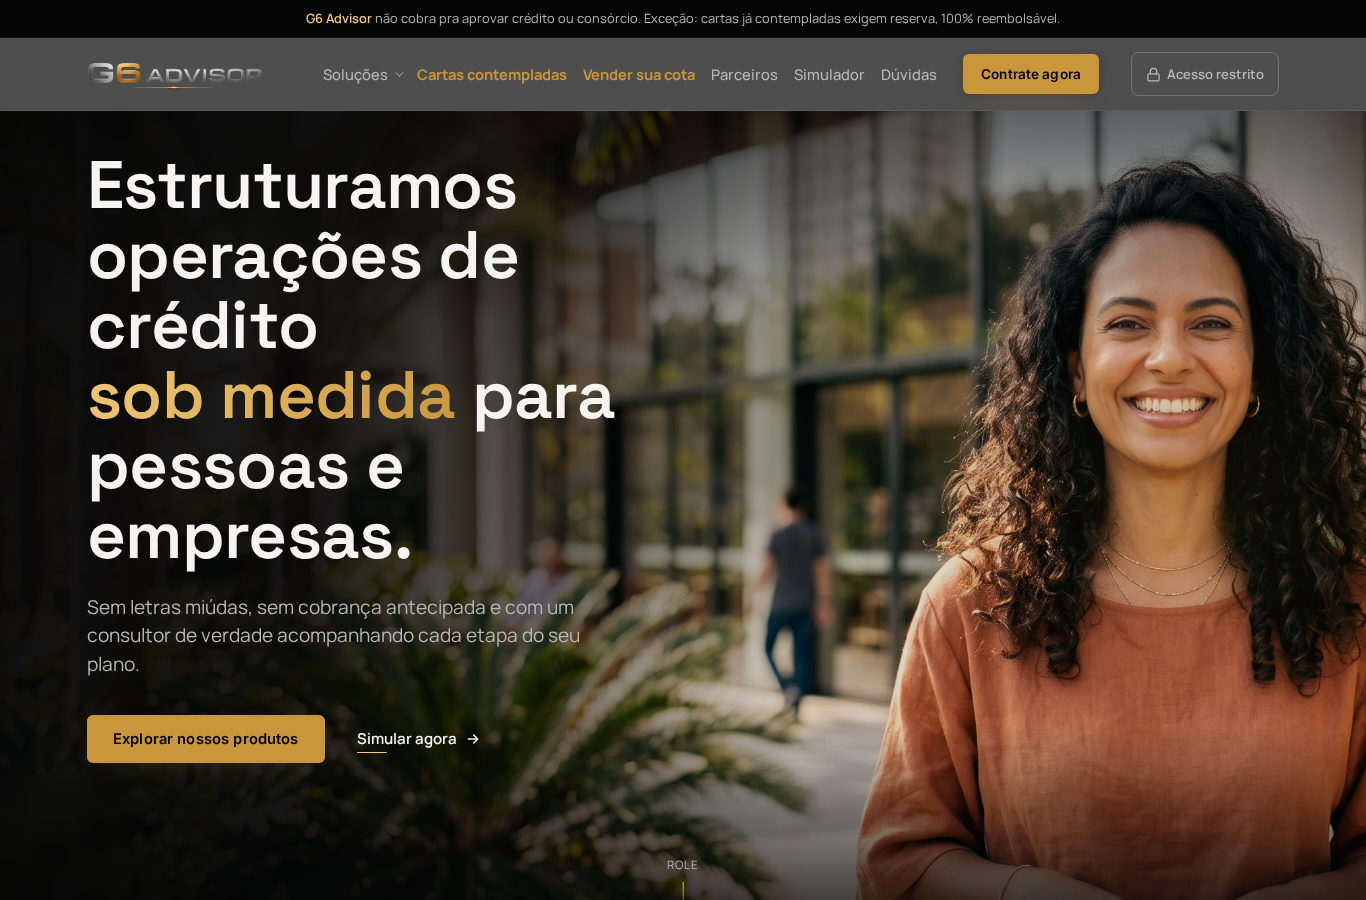 G6 Advisor não cobra pra aprovar crédito ou consórcio. Exceção: cartas já contempladas exigem reserva, 100% reembolsável.
G6 ADVISOR
Soluções
Cartas contempladas
Vender sua cota
Parceiros
Simulador
Dúvidas
Contrate agora
Acesso restrito
Estruturamos
operações de
crédito
sob medida para
pessoas e
empresas.
Sem letras miúdas, sem cobrança antecipada e com um
consultor de verdade acompanhando cada etapa do seu
plano.
Explorar nossos produtos
Simular agora
ROLE